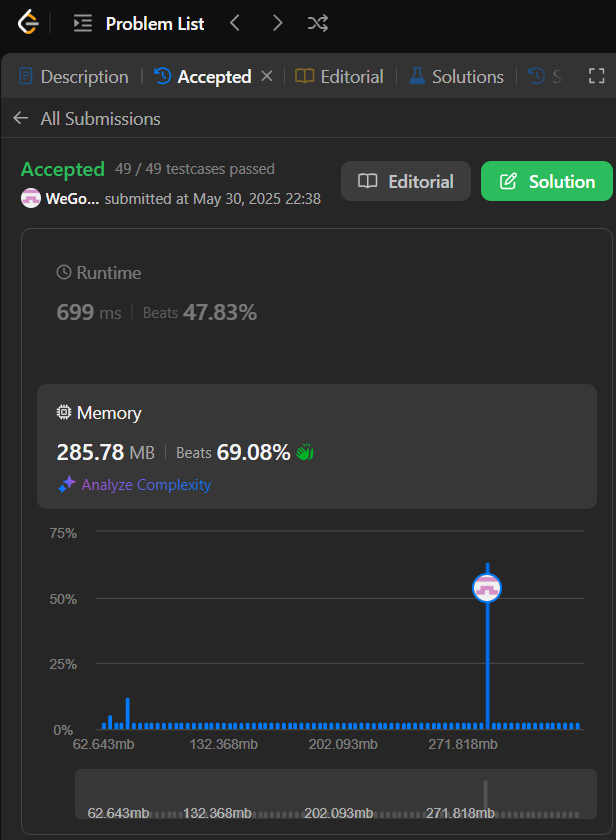 Problem List
Description Accepted Editorial Solutions S
All Submissions
Accepted 49 / 49 testcases passed
WeGo... submitted at May 30, 2025 22:38
Editorial
Solution
Runtime
699 ms Beats 47.83%
Memory
285.78 MB Beats 69.08%
Analyze Complexity
75%
50%
25%
0%
62.643mb 132.368mb 202.093mb 271.818mb
62.643mb 132.368mb 202.093mb 271.818mb